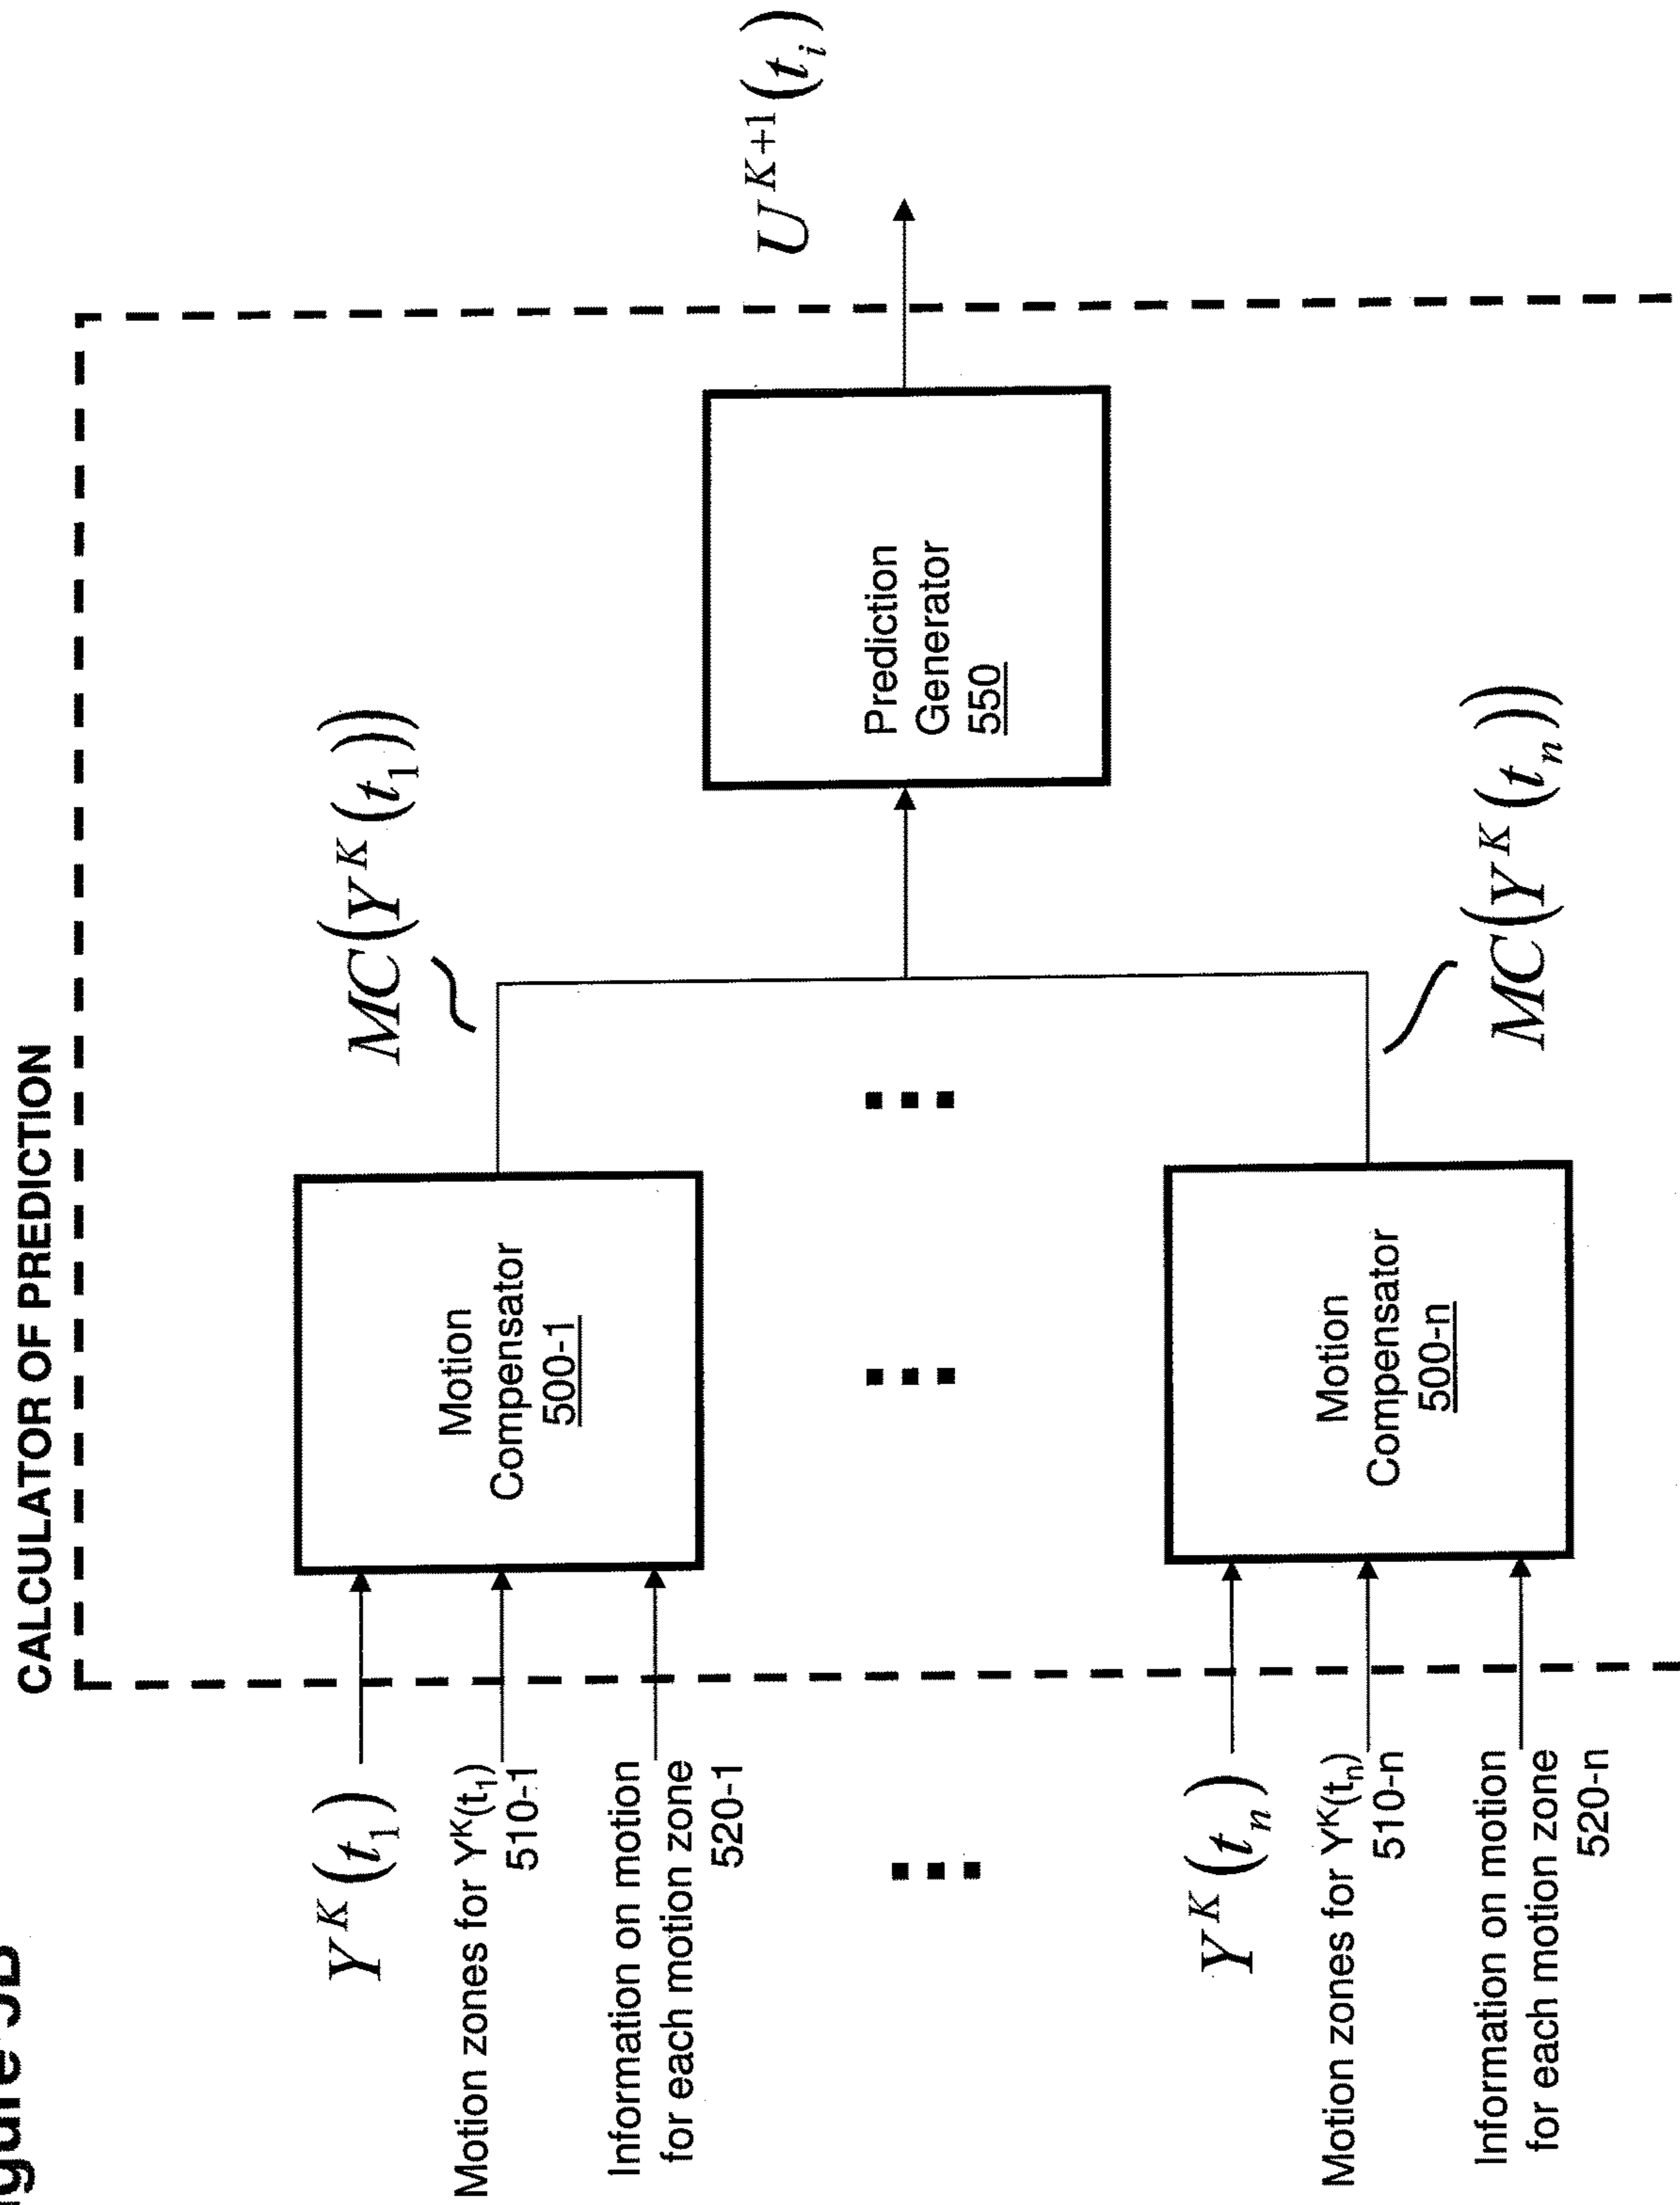 CALCULATOR OF PREDICTION
Y^K(t_1)
Motion zones for Y^K(t_1)
510-1
Information on motion
for each motion zone
520-1
Motion
Compensator
500-1
MC(Y^K(t_1))
Prediction
Generator
550
U^{K+1}(t_i)
Y^K(t_n)
Motion zones for Y^K(t_n)
510-n
Information on motion
for each motion zone
520-n
Motion
Compensator
500-n
MC(Y^K(t_n))